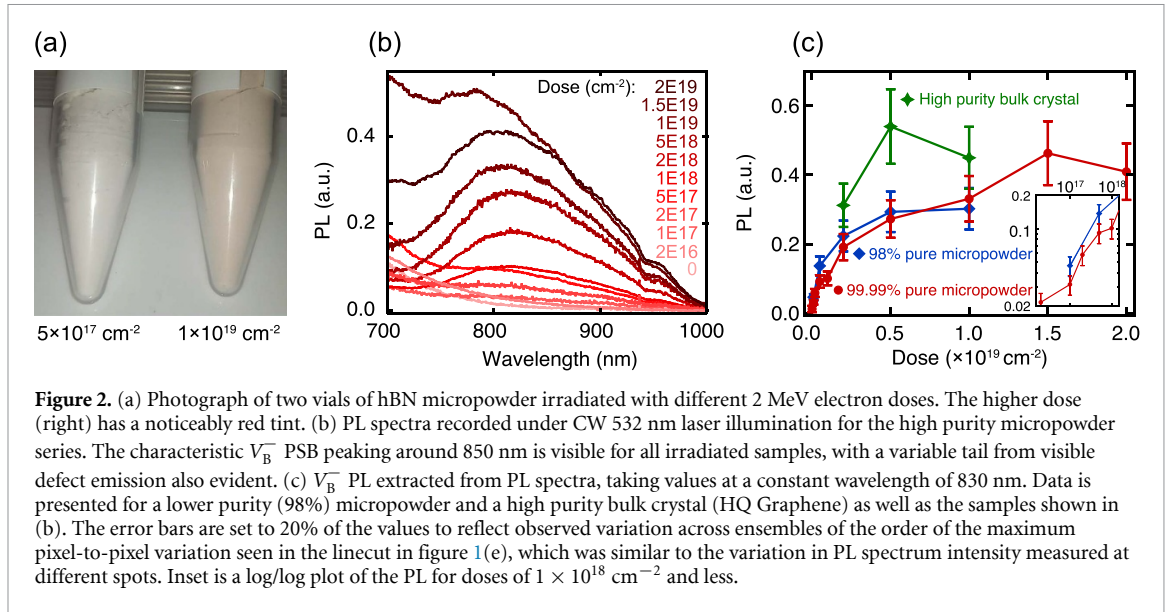 (a)
(b)
(c)
5×10¹⁷ cm⁻²
1×10¹⁹ cm⁻²
PL (a.u.)
0.4
0.2
0.0
700
800
900
1000
Wavelength (nm)
Dose (cm⁻²):
2E19
1.5E19
1E19
5E18
2E18
1E18
5E17
2E17
1E17
2E16
0
PL (a.u.)
0.6
0.4
0.2
0.0
0.0
0.5
1.0
1.5
2.0
Dose (×10¹⁹ cm⁻²)
High purity bulk crystal
98% pure micropowder
99.99% pure micropowder
10¹⁷
10¹⁸
0.2
0.1
0.02
Figure 2. (a) Photograph of two vials of hBN micropowder irradiated with different 2 MeV electron doses. The higher dose
(right) has a noticeably red tint. (b) PL spectra recorded under CW 532 nm laser illumination for the high purity micropowder
series. The characteristic V_B⁻ PSB peaking around 850 nm is visible for all irradiated samples, with a variable tail from visible
defect emission also evident. (c) V_B⁻ PL extracted from PL spectra, taking values at a constant wavelength of 830 nm. Data is
presented for a lower purity (98%) micropowder and a high purity bulk crystal (HQ Graphene) as well as the samples shown in
(b). The error bars are set to 20% of the values to reflect observed variation across ensembles of the order of the maximum
pixel-to-pixel variation seen in the linecut in figure 1(e), which was similar to the variation in PL spectrum intensity measured at
different spots. Inset is a log/log plot of the PL for doses of 1 × 10¹⁸ cm⁻² and less.